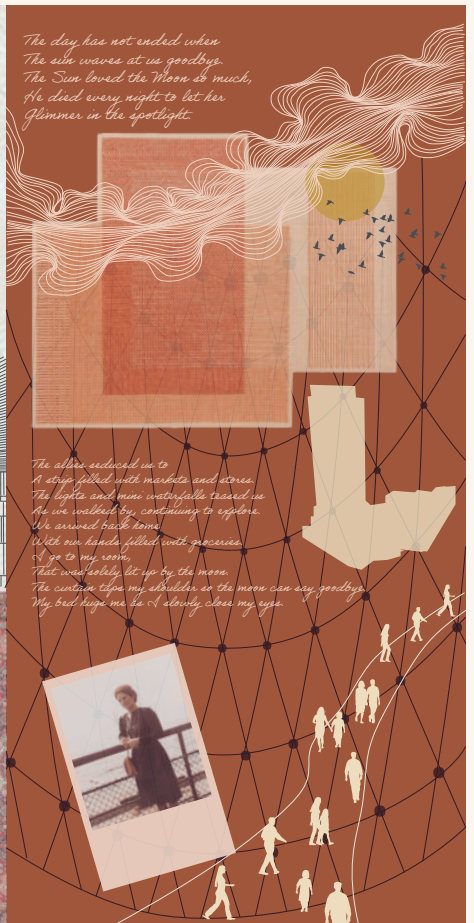 The day has not ended when
The sun waves at us goodbye.
The Sun loved the Moon so much,
He died every night to let her
Glimmer in the spotlight.
The allies seduced us to
A strip filled with markets and stores.
The lights and mini waterfalls teased us
As we walked by, continuing to explore.
We arrived back home
With our hands filled with groceries.
I go to my room,
That was solely lit up by the moon.
The curtain taps my shoulder so the moon can say goodbye.
My bed hugs me as I slowly close my eyes.